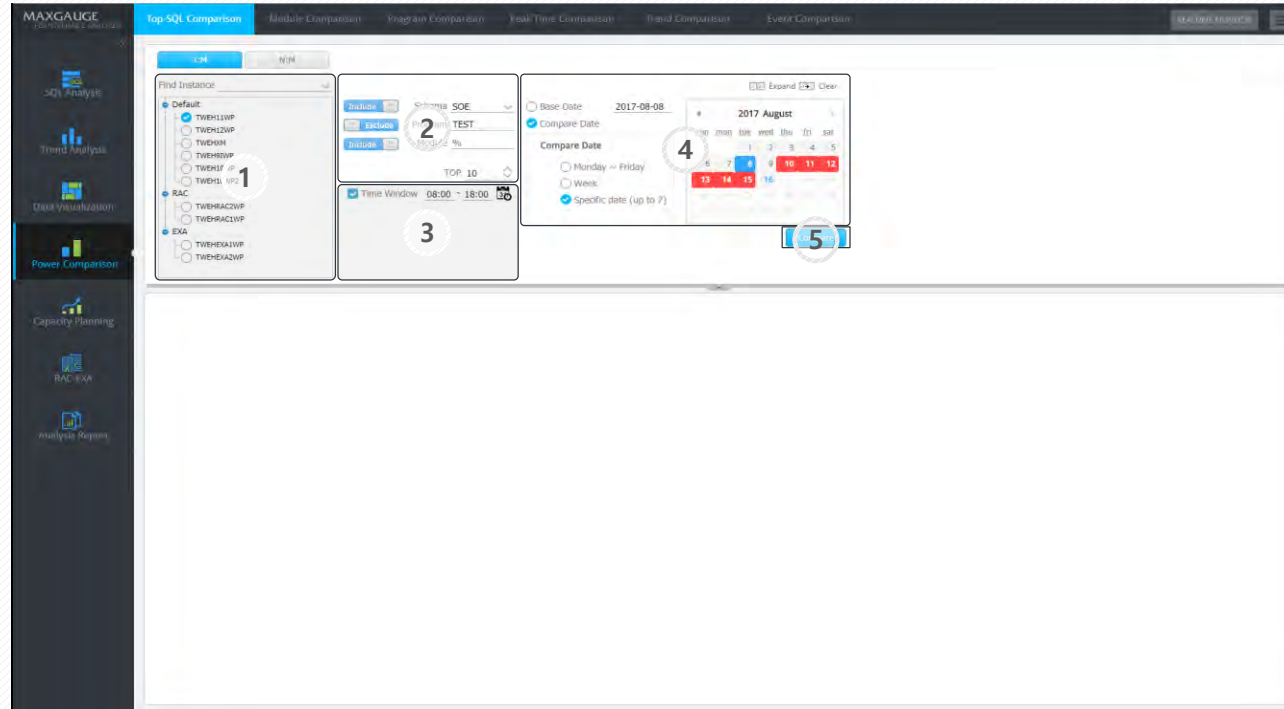 MAXGAUGE
Top-SQL Comparison Module Comparison Program Comparison Peak Time Comparison Trend Comparison Event Comparison
1:M N:M
Find Instance
Default
TWEH11WP
TWEH12WP
TWEHXM
RAC
TWEHRAC2WP
TWEHRAC1WP
EXA
TWEHEXA1WP
TWEHEXA2WP
1
Include Schema SOE
Exclude TEST
Include %
TOP 10
2
Time Window 08:00 ~ 18:00
3
Expand Clear
Base Date 2017-08-08
Compare Date
Compare Date
Monday ~ Friday
Week
Specific date (up to 7)
2017 August
mon tue wed thu fri sat
1 2 3 4 5
6 7 8 9 10 11 12
13 14 15 16
4
5
SQL Analysis
Trend Analysis
Data Visualization
Power Comparison
Capacity Planning
RAC-EXA
Analysis Report